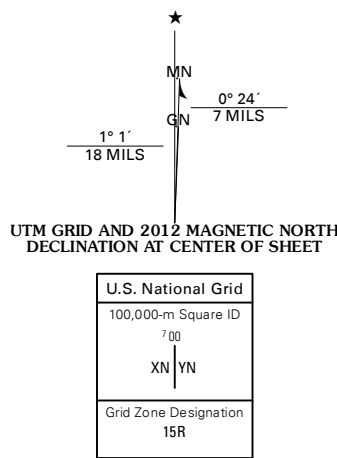 ★
MN
0° 24´
7 MILS
GN
1° 1´
18 MILS
UTM GRID AND 2012 MAGNETIC NORTH
DECLINATION AT CENTER OF SHEET
U.S. National Grid
100,000-m Square ID
⁷00
XN YN
Grid Zone Designation
15R